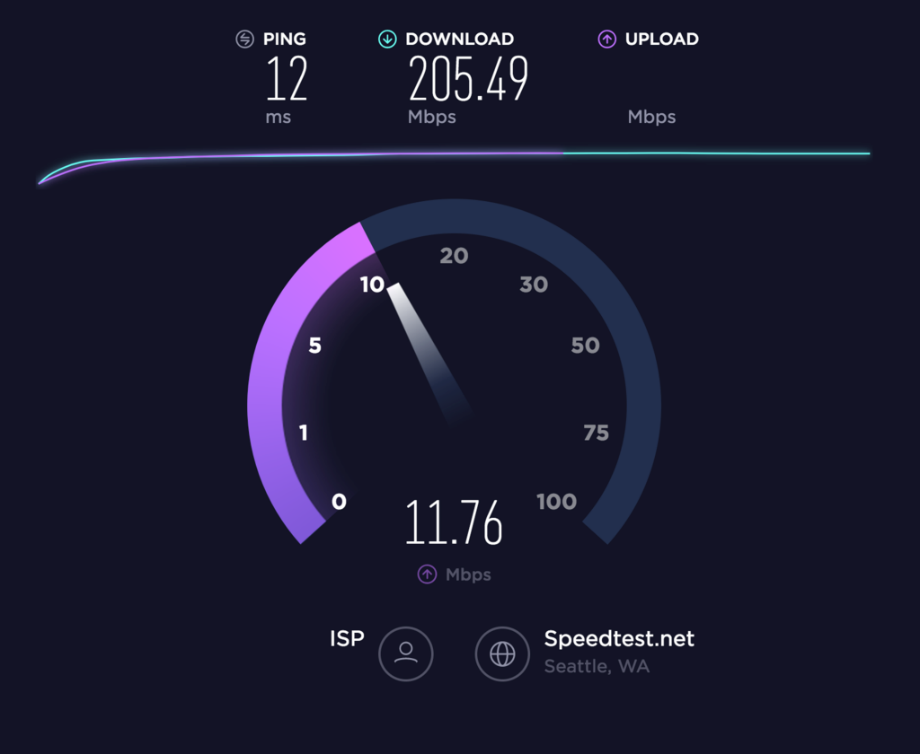 PING
12
ms
DOWNLOAD
205.49
Mbps
UPLOAD
Mbps
0
1
5
10
20
30
50
75
100
11.76
Mbps
ISP
Speedtest.net
Seattle, WA